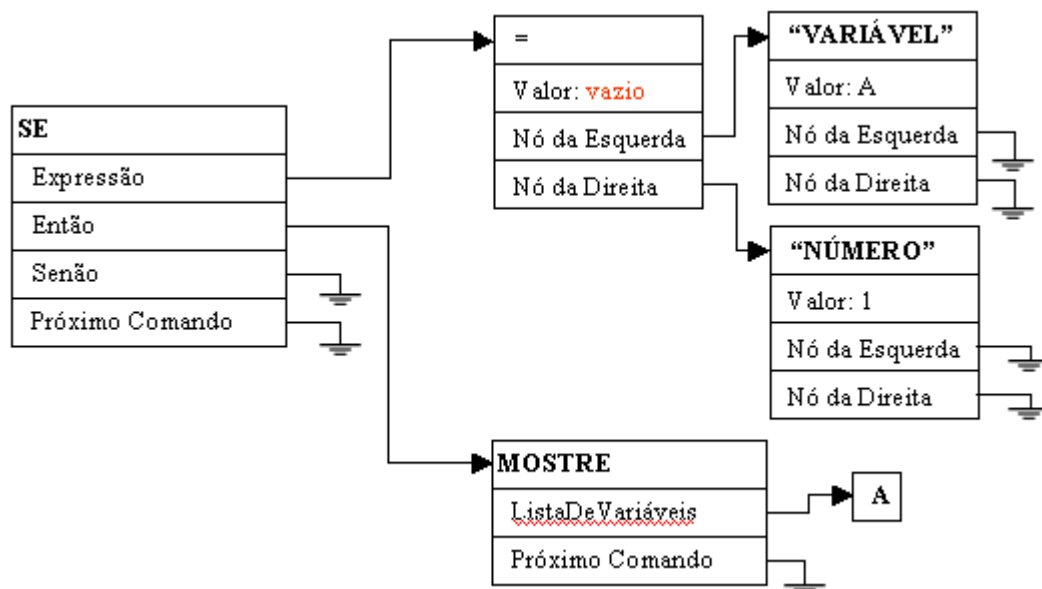 SE
Expressão
Então
Senão
Próximo Comando
=
Valor: vazio
Nó da Esquerda
Nó da Direita
“VARIÁVEL”
Valor: A
Nó da Esquerda
Nó da Direita
“NÚMERO”
Valor: 1
Nó da Esquerda
Nó da Direita
MOSTRE
ListaDeVariáveis
Próximo Comando
A